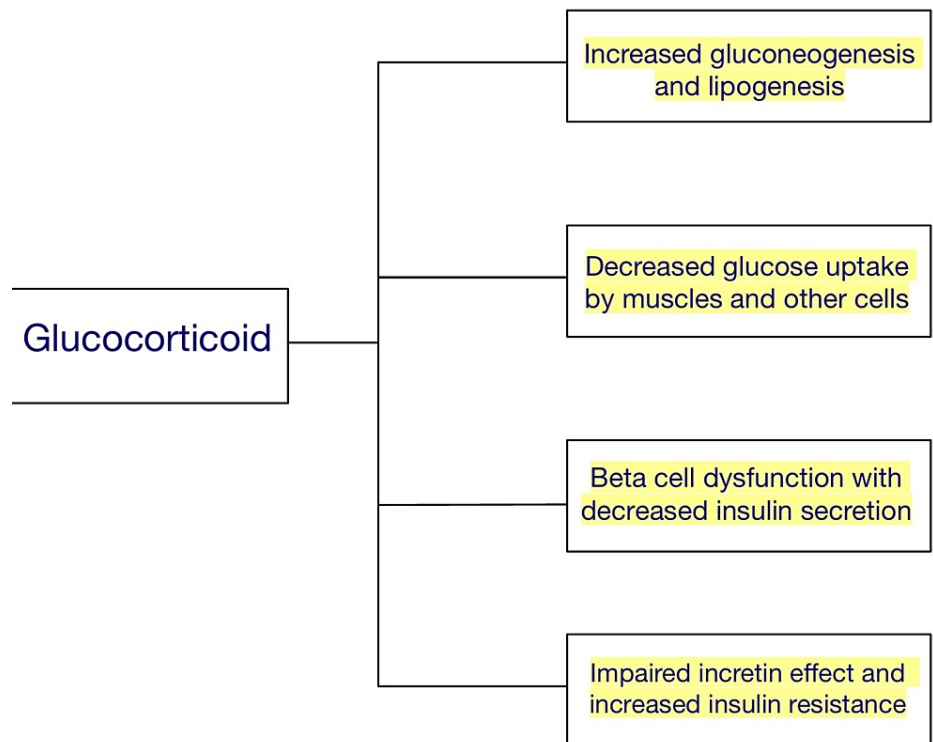 Increased gluconeogenesis
and lipogenesis
Decreased glucose uptake
by muscles and other cells
Glucocorticoid
Beta cell dysfunction with
decreased insulin secretion
Impaired incretin effect and
increased insulin resistance